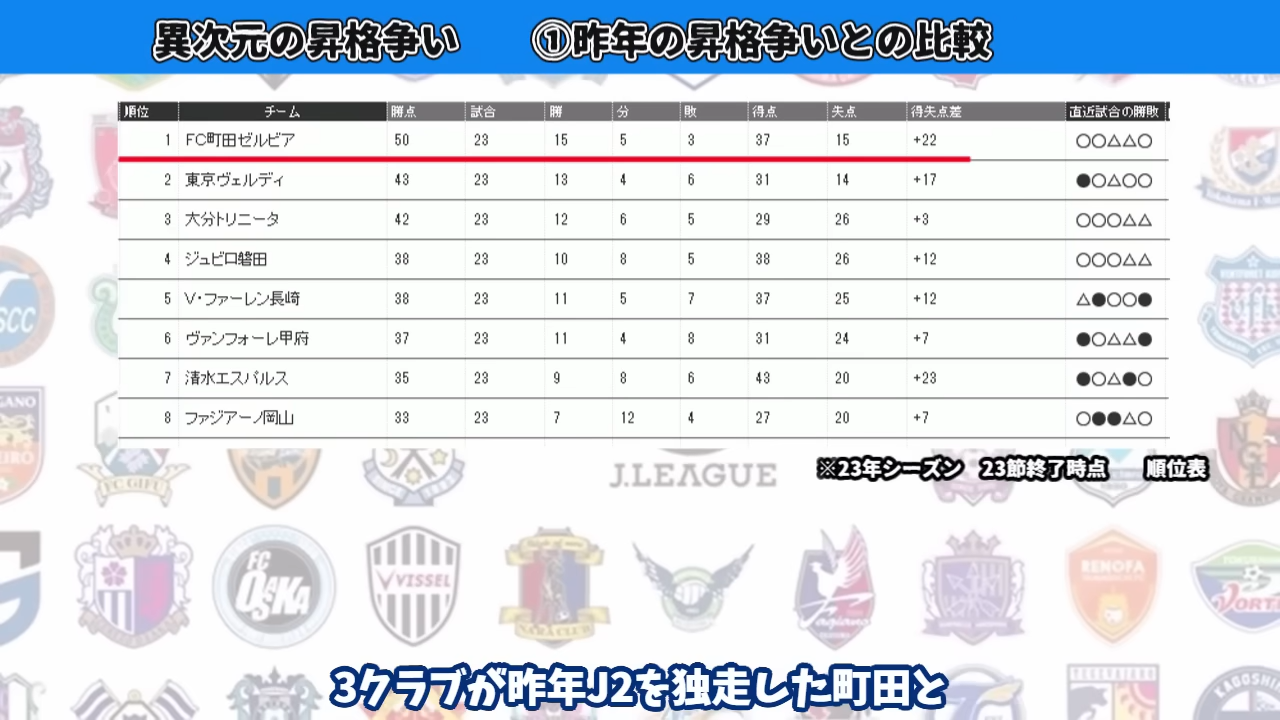 異次元の昇格争い ①昨年の昇格争いとの比較
順位 チーム 勝点 試合 勝 分 敗 得点 失点 得失点差 直近試合の勝敗
1 FC町田ゼルビア 50 23 15 5 3 37 15 +22 ○○△△○
2 東京ヴェルディ 43 23 13 4 6 31 14 +17 ●○△○○
3 大分トリニータ 42 23 12 6 5 29 26 +3 ○○○△△
4 ジュビロ磐田 38 23 10 8 5 38 26 +12 ○○○△△
5 V・ファーレン長崎 38 23 11 5 7 37 25 +12 △●○○●
6 ヴァンフォーレ甲府 37 23 11 4 8 31 24 +7 ●○△△●
7 清水エスパルス 35 23 9 8 6 43 20 +23 ●○△●○
8 ファジアーノ岡山 33 23 7 12 4 27 20 +7 ○●●△○
※23年シーズン 23節終了時点 順位表
J.LEAGUE
FC GIFU
FC OSAKA
VISSEL
NARA CLUB
Fagiano
RENOFA
VORTIS
KAGOSHIMA
3クラブが昨年J2を独走した町田と